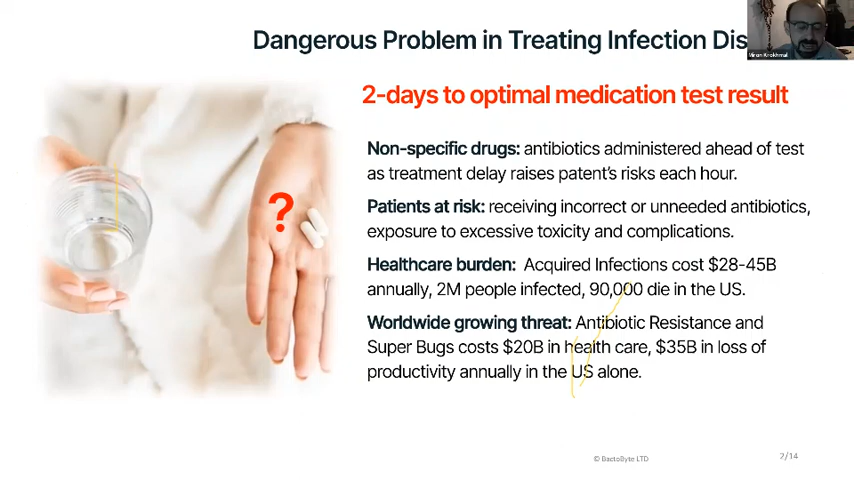 Dangerous Problem in Treating Infection Dis
Miron Krokhmal
2-days to optimal medication test result
Non-specific drugs: antibiotics administered ahead of test
as treatment delay raises patent's risks each hour.
?
Patients at risk: receiving incorrect or unneeded antibiotics,
exposure to excessive toxicity and complications.
Healthcare burden: Acquired Infections cost $28-45B
annually, 2M people infected, 90,000 die in the US.
Worldwide growing threat: Antibiotic Resistance and
Super Bugs costs $20B in health care, $35B in loss of
productivity annually in the US alone.
© BactoByte LTD
2/14